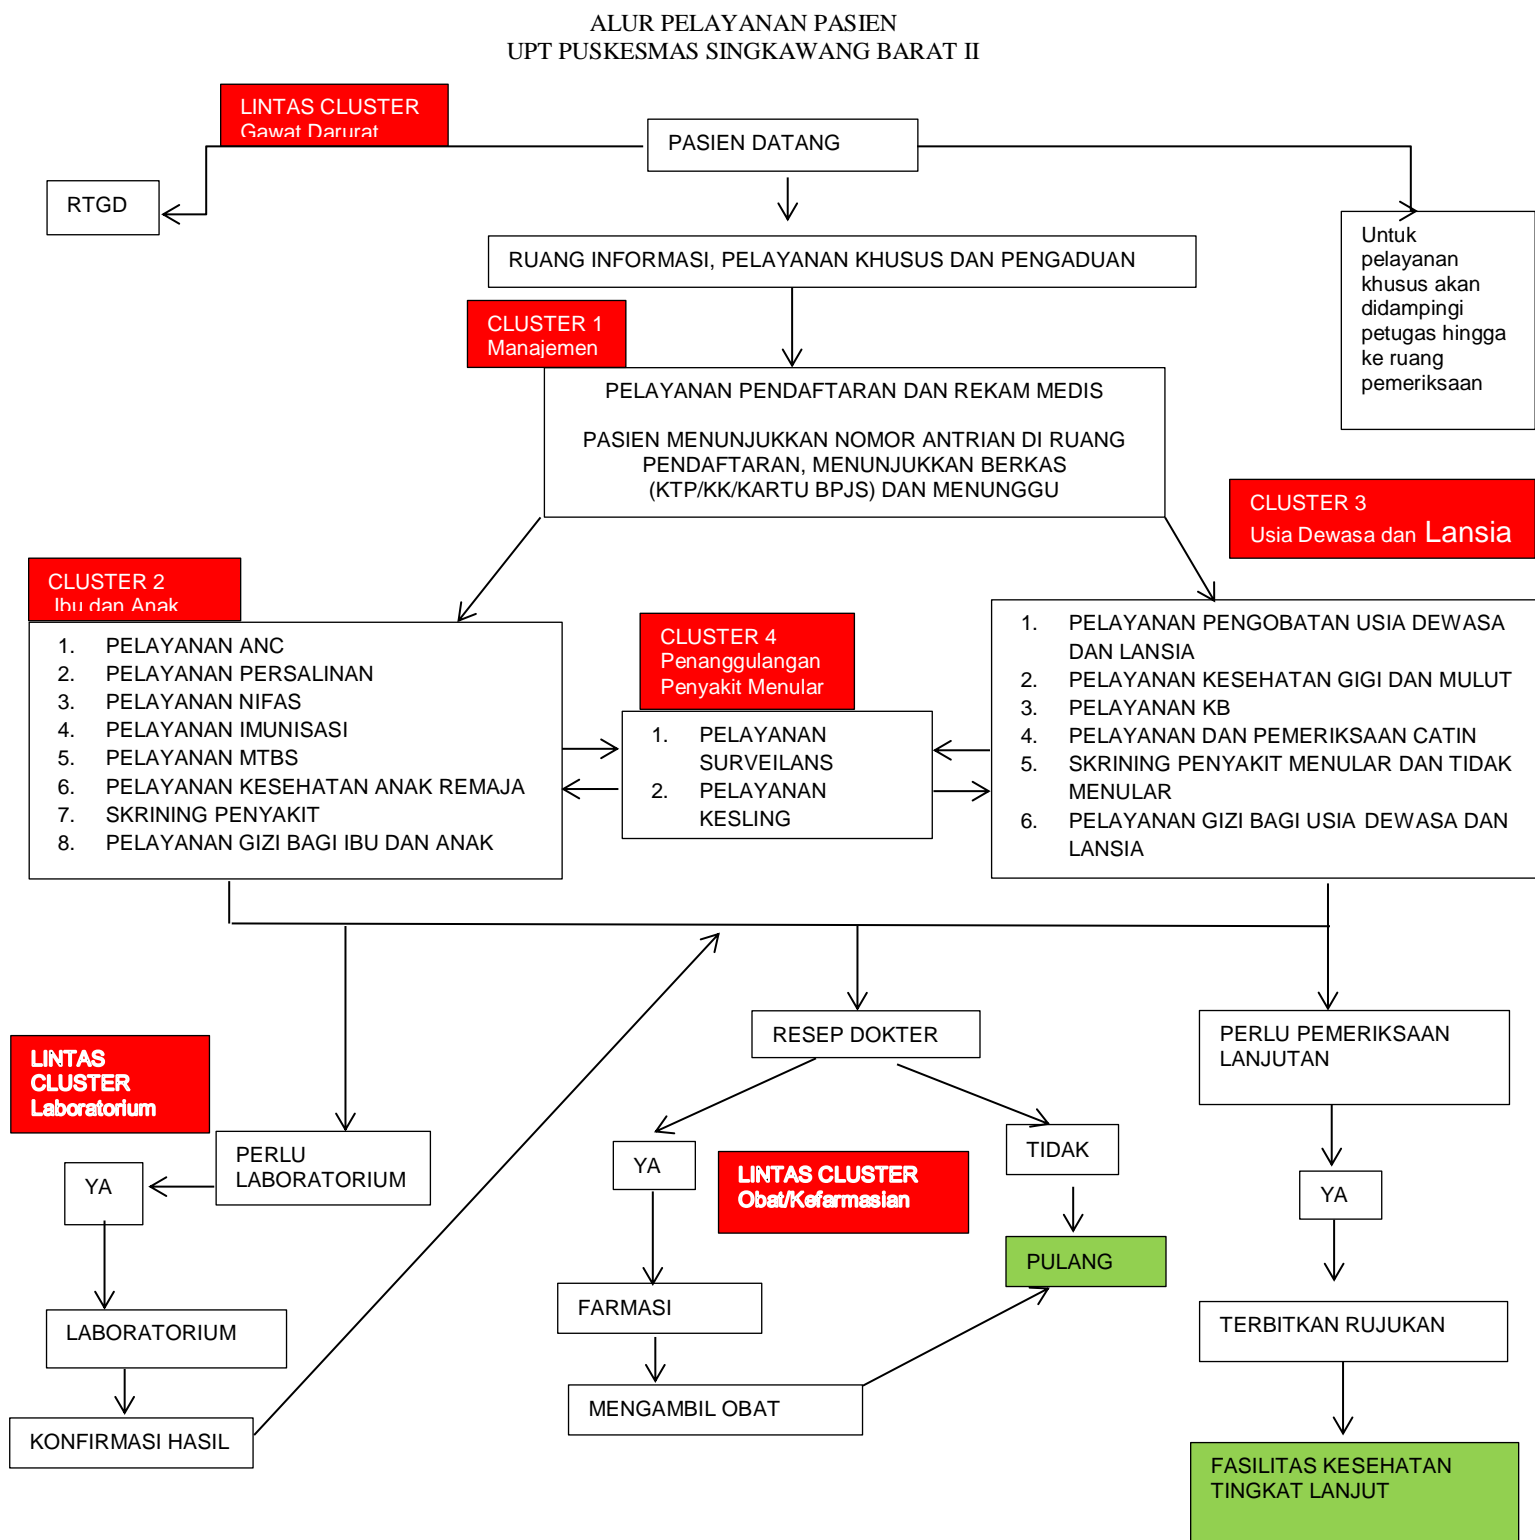 ALUR PELAYANAN PASIEN
UPT PUSKESMAS SINGKAWANG BARAT II
LINTAS CLUSTER
Gawat Darurat
PASIEN DATANG
RTGD
RUANG INFORMASI, PELAYANAN KHUSUS DAN PENGADUAN
Untuk
pelayanan
khusus akan
didampingi
petugas hingga
ke ruang
pemeriksaan
CLUSTER 1
Manajemen
PELAYANAN PENDAFTARAN DAN REKAM MEDIS
PASIEN MENUNJUKKAN NOMOR ANTRIAN DI RUANG
PENDAFTARAN, MENUNJUKKAN BERKAS
(KTP/KK/KARTU BPJS) DAN MENUNGGU
CLUSTER 3
Usia Dewasa dan Lansia
CLUSTER 2
Ibu dan Anak
1. PELAYANAN ANC
2. PELAYANAN PERSALINAN
3. PELAYANAN NIFAS
4. PELAYANAN IMUNISASI
5. PELAYANAN MTBS
6. PELAYANAN KESEHATAN ANAK REMAJA
7. SKRINING PENYAKIT
8. PELAYANAN GIZI BAGI IBU DAN ANAK
CLUSTER 4
Penanggulangan
Penyakit Menular
1. PELAYANAN
SURVEILANS
2. PELAYANAN
KESLING
1. PELAYANAN PENGOBATAN USIA DEWASA
DAN LANSIA
2. PELAYANAN KESEHATAN GIGI DAN MULUT
3. PELAYANAN KB
4. PELAYANAN DAN PEMERIKSAAN CATIN
5. SKRINING PENYAKIT MENULAR DAN TIDAK
MENULAR
6. PELAYANAN GIZI BAGI USIA DEWASA DAN
LANSIA
RESEP DOKTER
PERLU PEMERIKSAAN
LANJUTAN
LINTAS
CLUSTER
Laboratorium
PERLU
LABORATORIUM
YA
YA
LINTAS CLUSTER
Obat/Kefarmasian
TIDAK
YA
PULANG
FARMASI
LABORATORIUM
TERBITKAN RUJUKAN
MENGAMBIL OBAT
KONFIRMASI HASIL
FASILITAS KESEHATAN
TINGKAT LANJUT